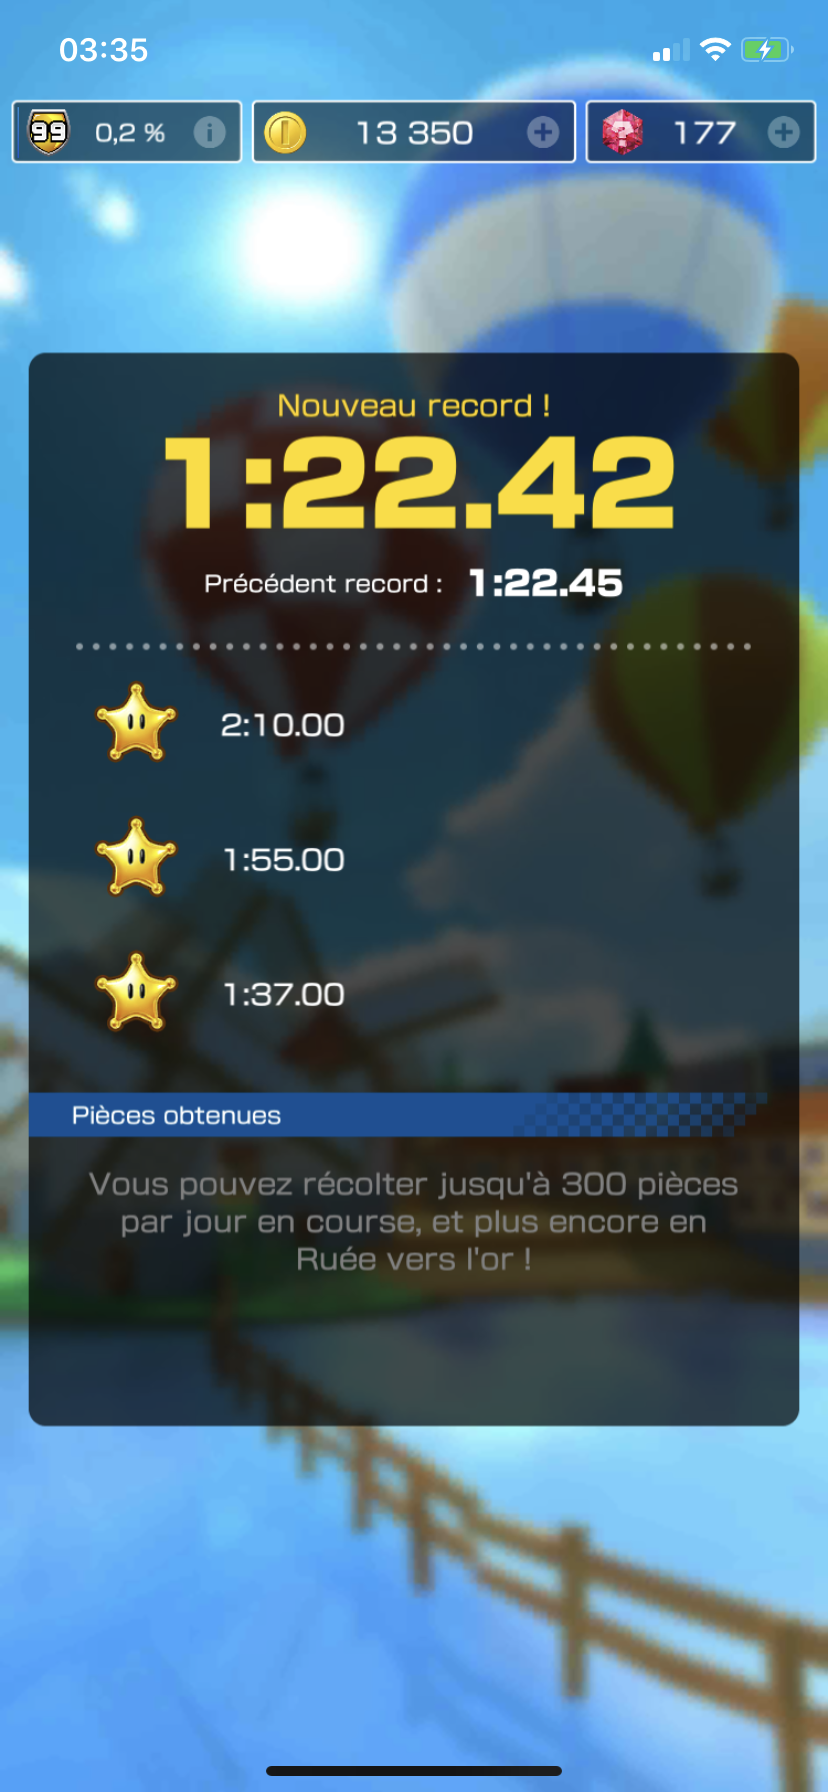 03:35
99 0,2 % i 13 350 177
Nouveau record !
1:22.42
Précédent record : 1:22.45
2:10.00
1:55.00
1:37.00
Pièces obtenues
Vous pouvez récolter jusqu'à 300 pièces
par jour en course, et plus encore en
Ruée vers l'or !